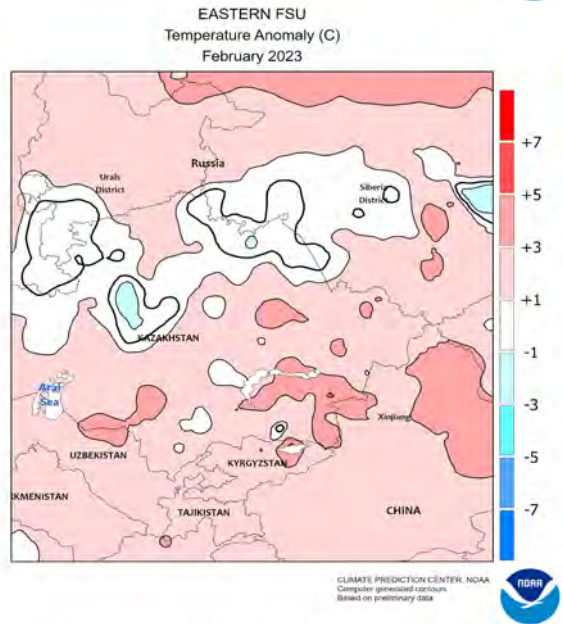 EASTERN FSU
Temperature Anomaly (C)
February 2023
Russia
Urals
District
Siberia
District
KAZAKHSTAN
Aral
Sea
Xinjiang
UZBEKISTAN
KYRGYZSTAN
KMENISTAN
TAJIKISTAN
CHINA
+7
+5
+3
+1
-1
-3
-5
-7
CLIMATE PREDICTION CENTER, NOAA
Computer generated contours
Based on preliminary data
NOAA